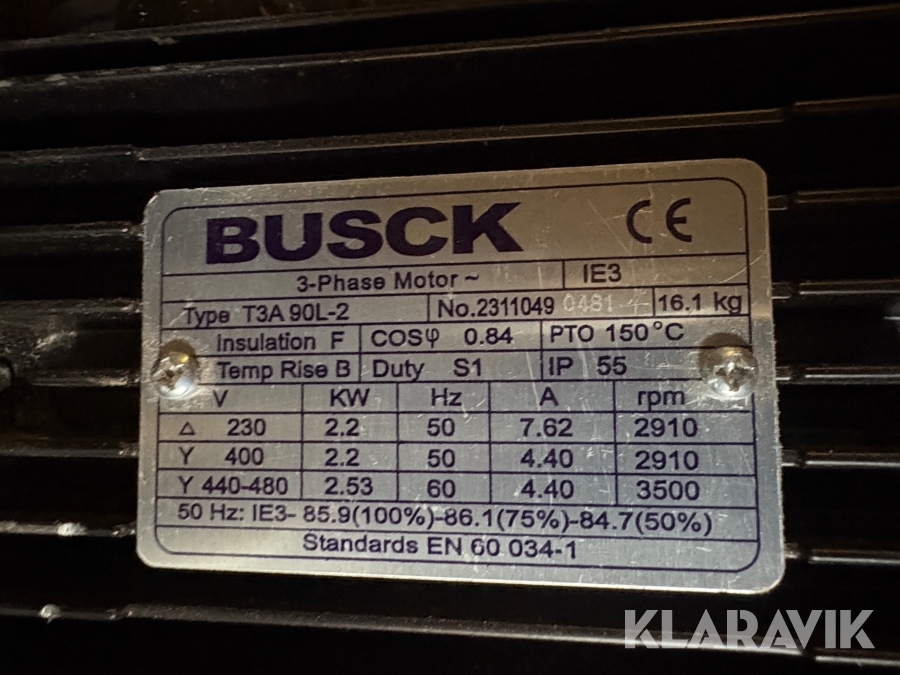 BUSCK CE
3-Phase Motor ~ IE3
Type T3A 90L-2 No.2311049 0481 16.1 kg
Insulation F COSφ 0.84 PTO 150°C
Temp Rise B Duty S1 IP 55
V KW Hz A rpm
△ 230 2.2 50 7.62 2910
Y 400 2.2 50 4.40 2910
Y 440-480 2.53 60 4.40 3500
50 Hz: IE3- 85.9(100%)-86.1(75%)-84.7(50%)
Standards EN 60 034-1
KLARAVIK